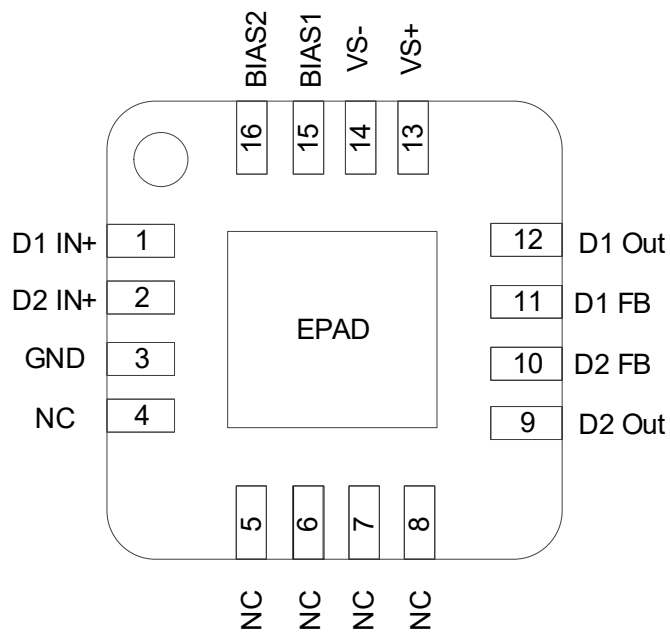 BIAS2
BIAS1
VS-
VS+
16
15
14
13
D1 IN+
1
12
D1 Out
D2 IN+
2
11
D1 FB
EPAD
GND
3
10
D2 FB
NC
4
9
D2 Out
5
6
7
8
NC
NC
NC
NC